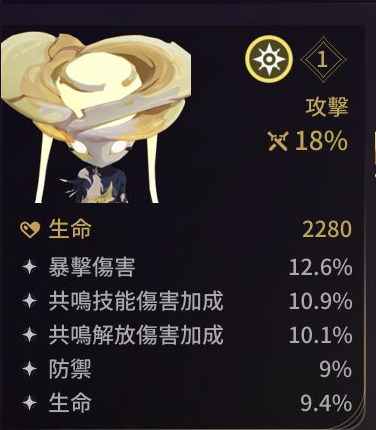 1
攻擊
18%
生命 2280
暴擊傷害 12.6%
共鳴技能傷害加成 10.9%
共鳴解放傷害加成 10.1%
防禦 9%
生命 9.4%